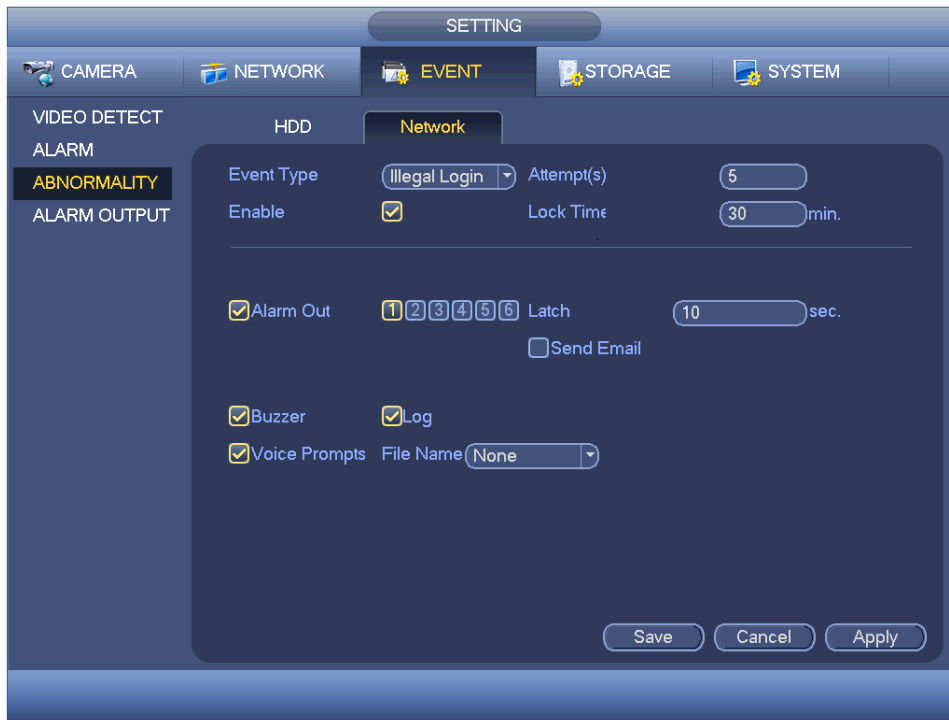 SETTING
CAMERA NETWORK EVENT STORAGE SYSTEM
VIDEO DETECT
ALARM
ABNORMALITY
ALARM OUTPUT
HDD Network
Event Type Illegal Login Attempt(s) 5
Enable Lock Time 30 min.
Alarm Out 1 2 3 4 5 6 Latch 10 sec.
Send Email
Buzzer Log
Voice Prompts File Name None
Save Cancel Apply